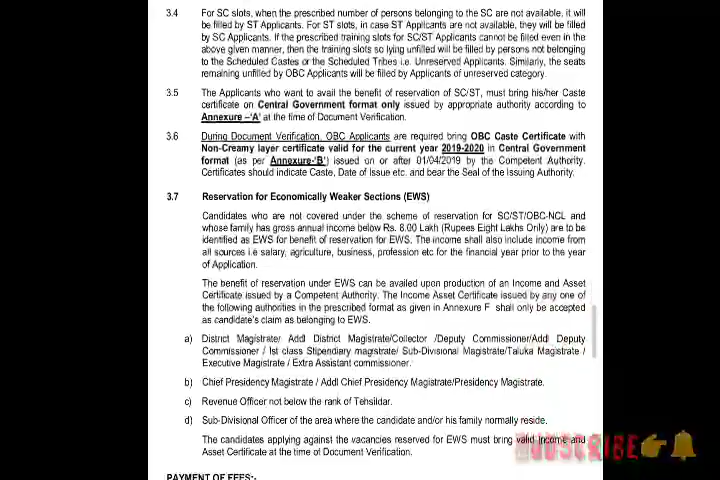 3.4 For SC slots, when the prescribed number of persons belonging to the SC are not available, it will
be filled by ST Applicants. For ST slots, in case ST Applicants are not available, they will be filled
by SC Applicants. If the prescribed training slots for SC/ST Applicants cannot be filled even in the
above given manner, then the training slots so lying unfilled will be filled by persons not belonging
to the Scheduled Castes or the Scheduled Tribes i.e. Unreserved Applicants. Similarly, the seats
remaining unfilled by OBC Applicants will be filled by Applicants of unreserved category.
3.5 The Applicants who want to avail the benefit of reservation of SC/ST, must bring his/her Caste
certificate on Central Government format only issued by appropriate authority according to
Annexure –'A' at the time of Document Verification.
3.6 During Document Verification, OBC Applicants are required bring OBC Caste Certificate with
Non-Creamy layer certificate valid for the current year 2019-2020 in Central Government
format (as per Annexure-'B') issued on or after 01/04/2019 by the Competent Authority.
Certificates should indicate Caste, Date of Issue etc. and bear the Seal of the Issuing Authority.
3.7 Reservation for Economically Weaker Sections (EWS)
Candidates who are not covered under the scheme of reservation for SC/ST/OBC-NCL and
whose family has gross annual income below Rs. 8.00 Lakh (Rupees Eight Lakhs Only) are to be
identified as EWS for benefit of reservation for EWS. The income shall also include income from
all sources i.e salary, agriculture, business, profession etc for the financial year prior to the year
of Application.
The benefit of reservation under EWS can be availed upon production of an Income and Asset
Certificate issued by a Competent Authority. The Income Asset Certificate issued by any one of
the following authorities in the prescribed format as given in Annexure F shall only be accepted
as candidate's claim as belonging to EWS.
a) District Magistrate/ Addl District Magistrate/Collector /Deputy Commissioner/Add Deputy
Commissioner / Ist class Stipendiary magistrate/ Sub-Divisional Magistrate/Taluka Magistrate /
Executive Magistrate / Extra Assistant commissioner.
b) Chief Presidency Magistrate / Addl Chief Presidency Magistrate/Presidency Magistrate.
c) Revenue Officer not below the rank of Tehsildar.
d) Sub-Divisional Officer of the area where the candidate and/or his family normally reside.
The candidates applying against the vacancies reserved for EWS must bring valid Income and
Asset Certificate at the time of Document Verification.
SUBSCRIBE
PAYMENT OF FEES:-